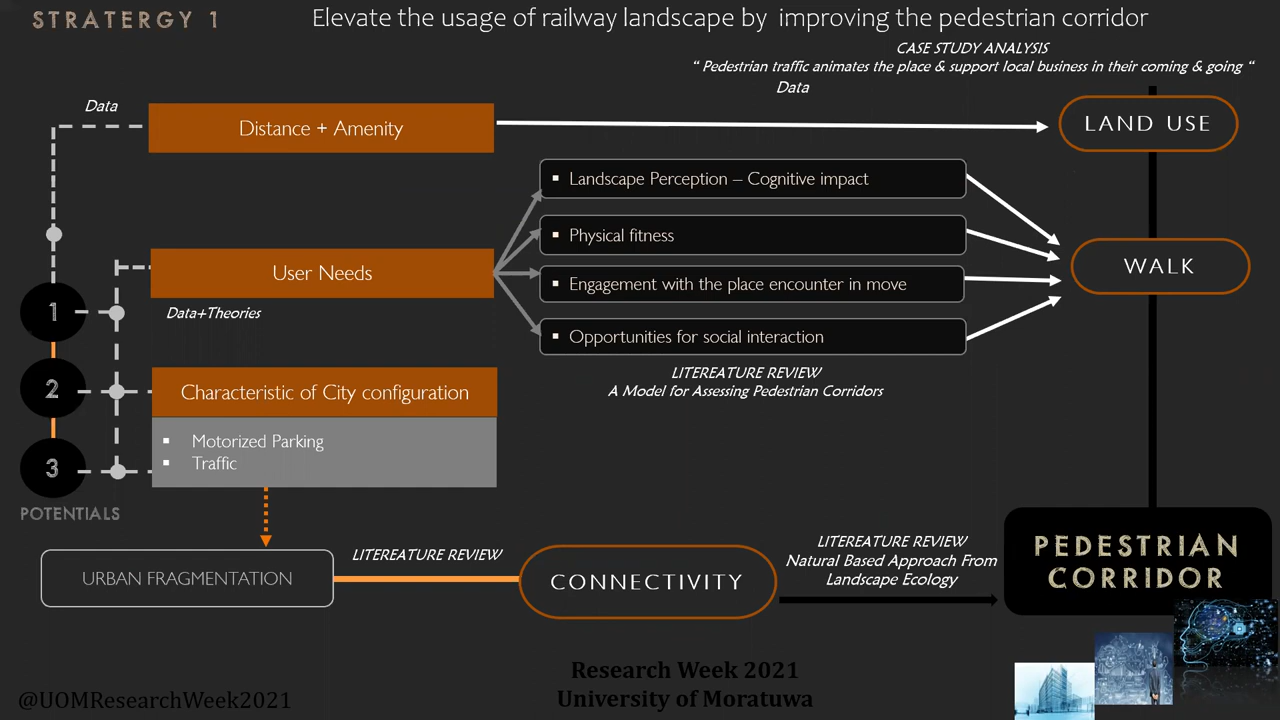 STRATERGY 1
Elevate the usage of railway landscape by improving the pedestrian corridor
CASE STUDY ANALYSIS
“ Pedestrian traffic animates the place & support local business in their coming & going “
Data
Data
Distance + Amenity
LAND USE
▪ Landscape Perception – Cognitive impact
▪ Physical fitness
User Needs
WALK
▪ Engagement with the place encounter in move
1
Data+Theories
▪ Opportunities for social interaction
LITEREATURE REVIEW
A Model for Assessing Pedestrian Corridors
2
Characteristic of City configuration
▪ Motorized Parking
▪ Traffic
3
POTENTIALS
URBAN FRAGMENTATION
LITEREATURE REVIEW
CONNECTIVITY
LITEREATURE REVIEW
Natural Based Approach From
Landscape Ecology
PEDESTRIAN
CORRIDOR
Research Week 2021
University of Moratuwa
@UOMResearchWeek2021